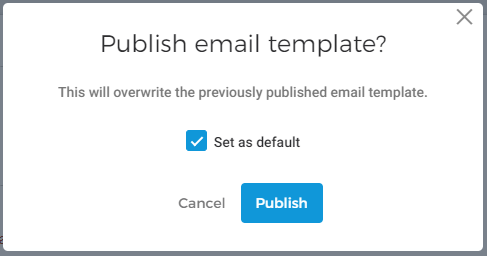 Publish email template?
This will overwrite the previously published email template.
Set as default
Cancel Publish